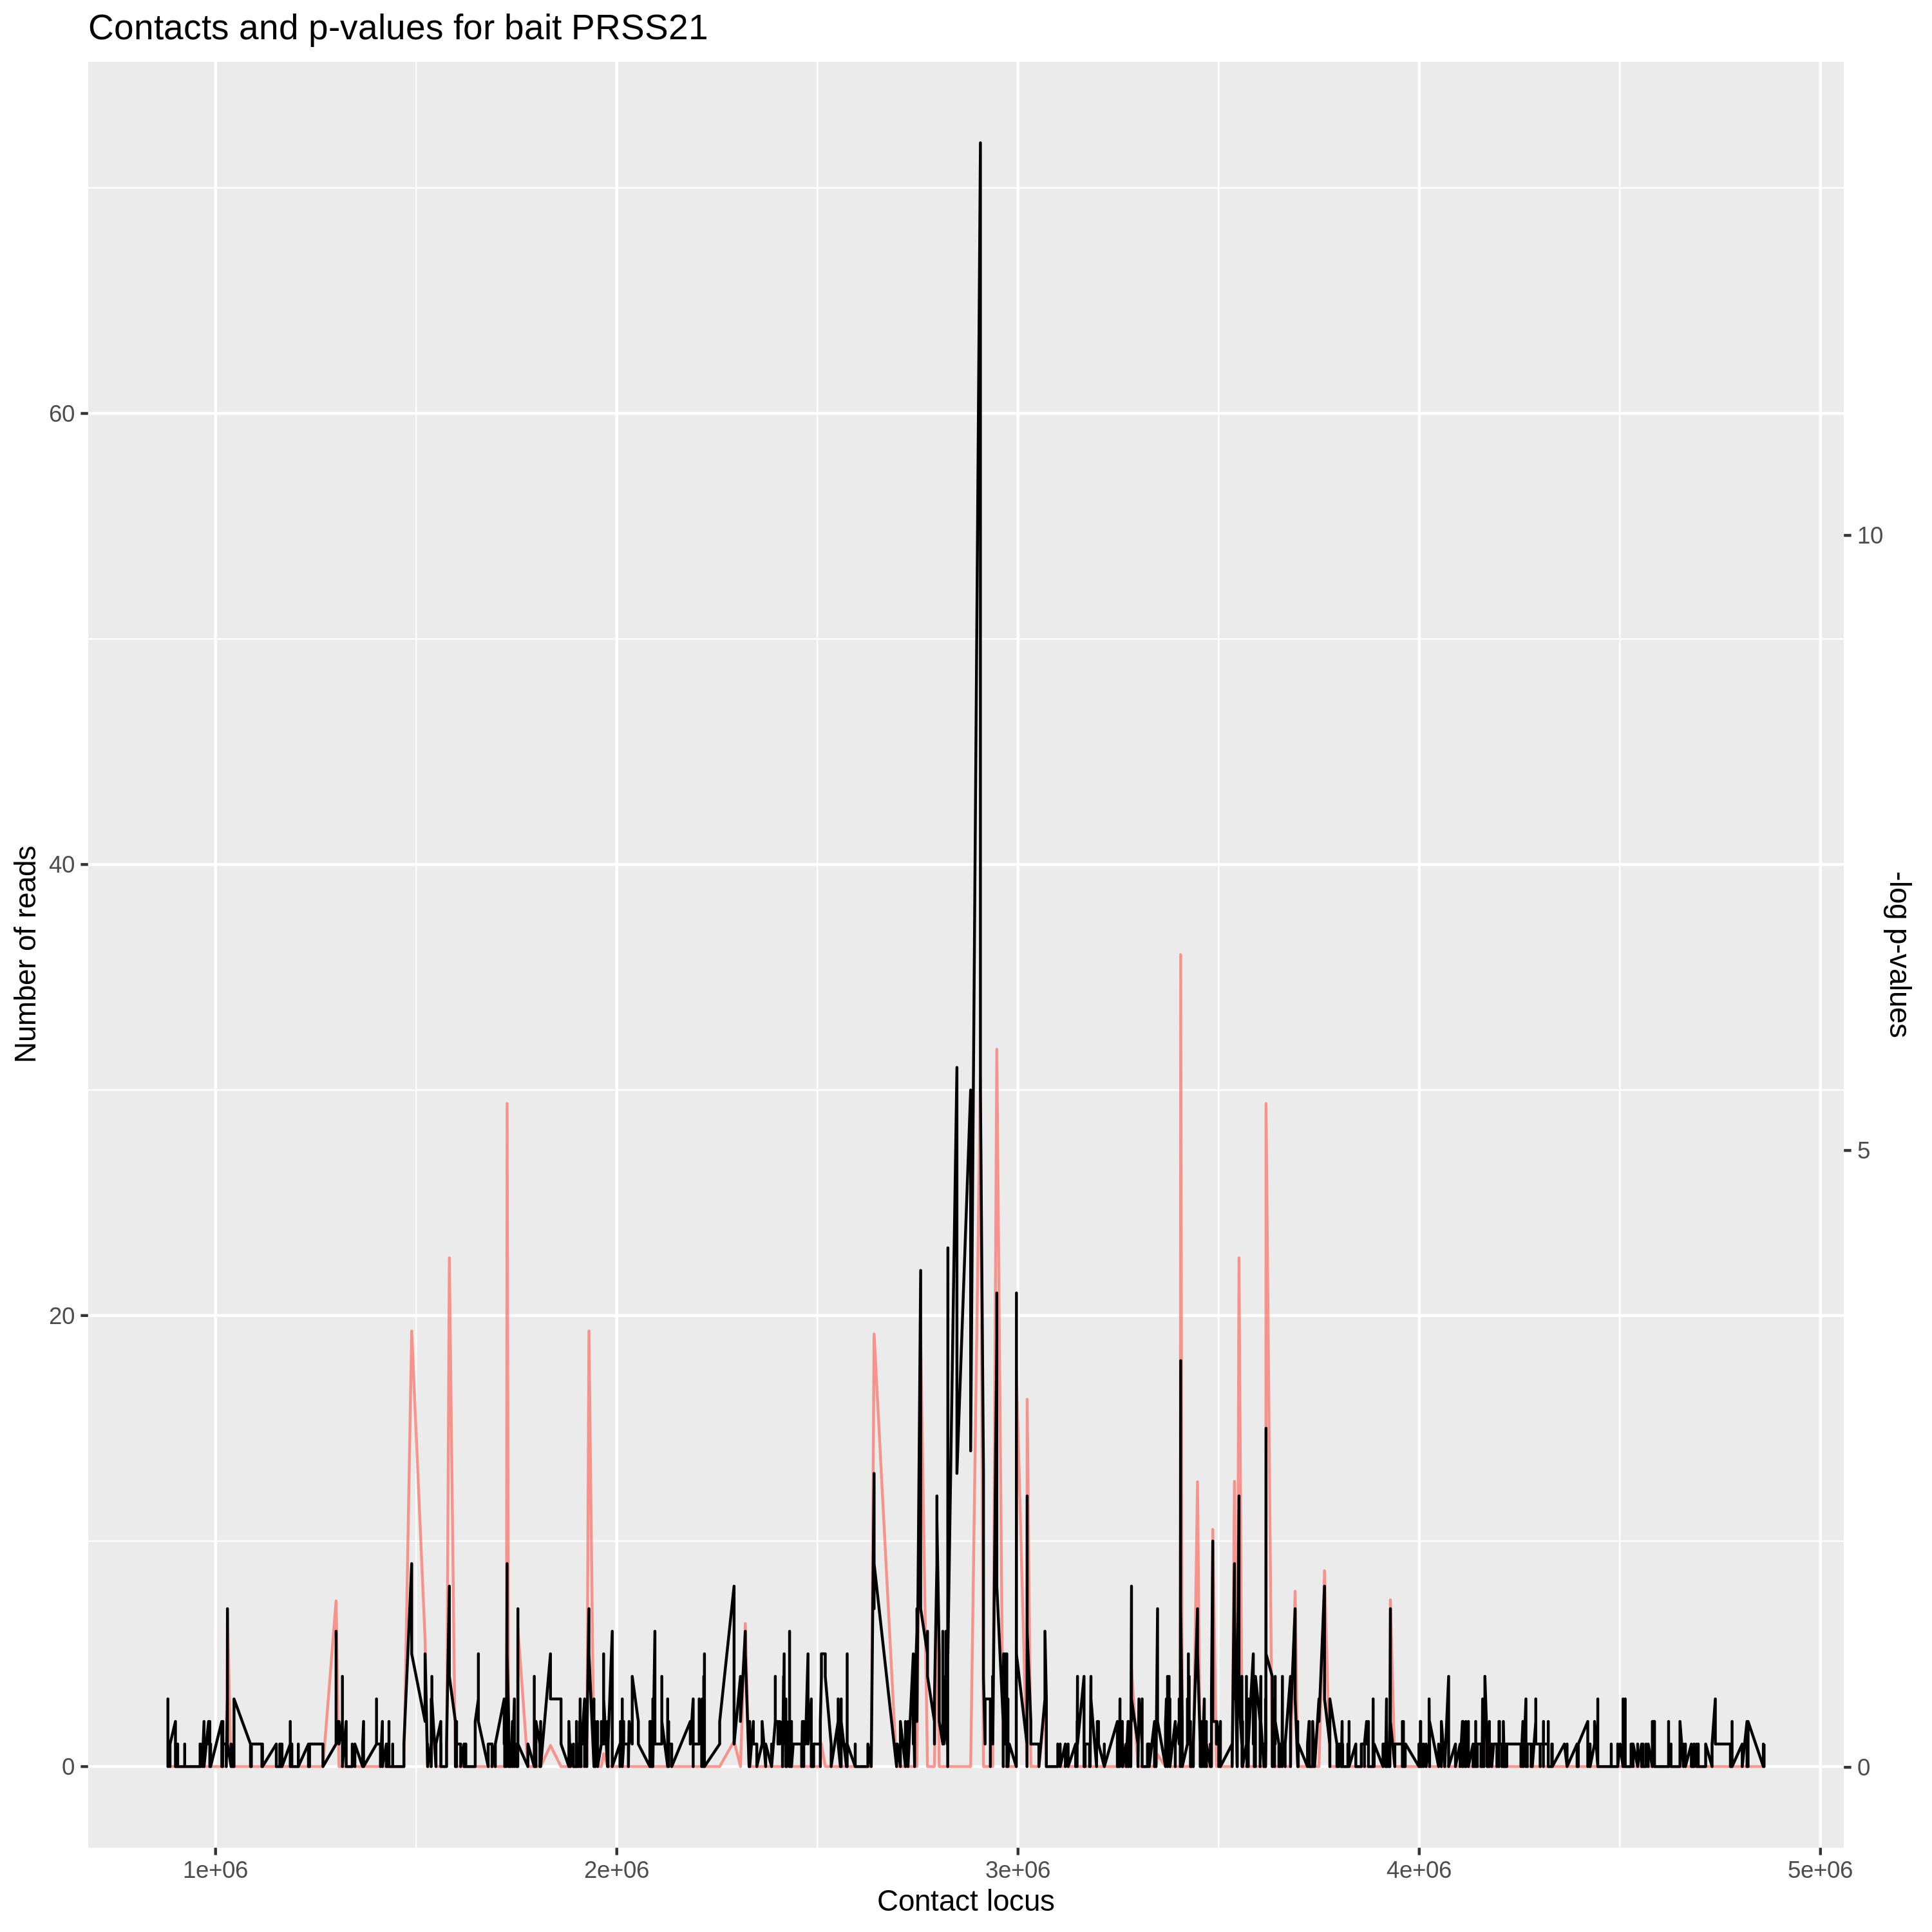 Contacts and p-values for bait PRSS21
Number of reads
60
40
20
0
10
5
0
-log p-values
1e+06 2e+06 3e+06 4e+06 5e+06
Contact locus